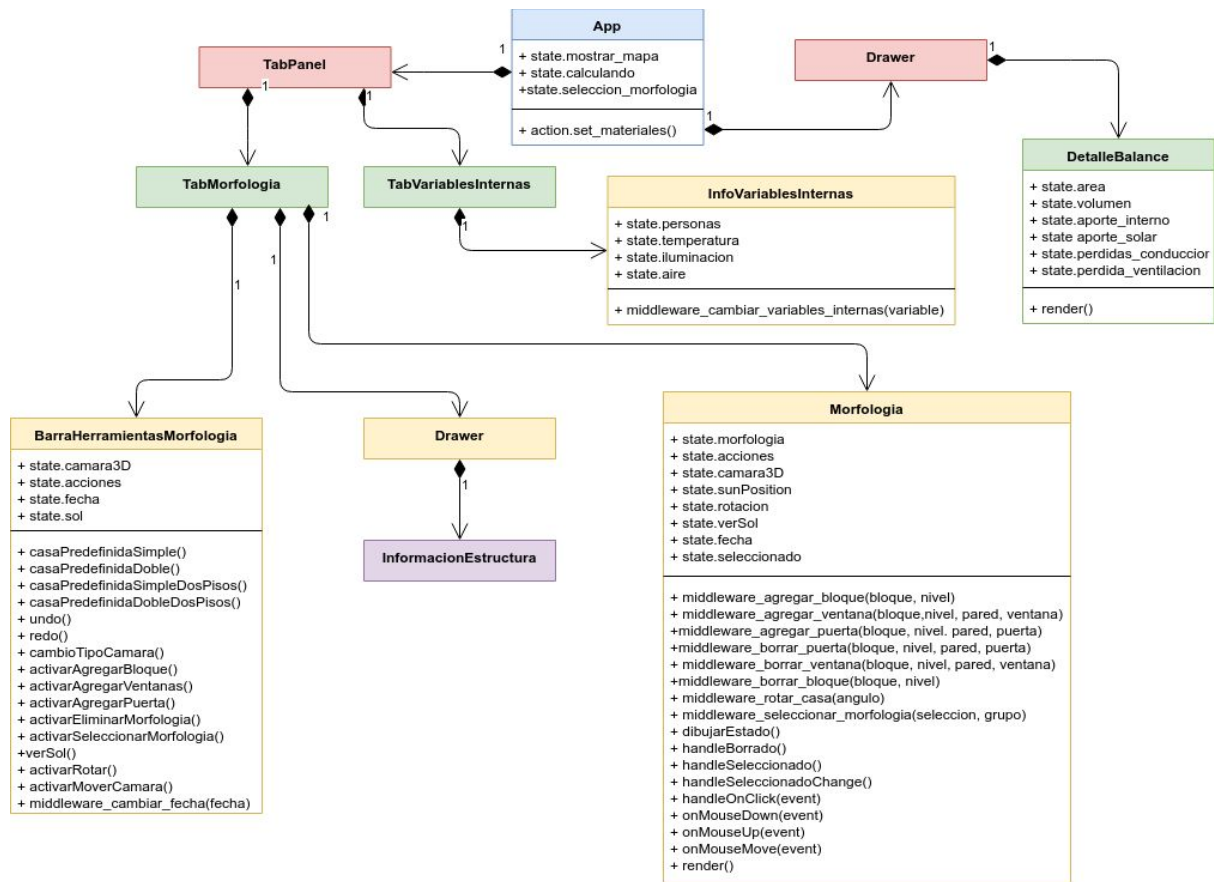 App
+ state.mostrar_mapa
+ state.calculando
+state.seleccion_morfologia
+ action.set_materiales()
1
1
TabPanel
1
1
Drawer
1
TabMorfologia
1
1
1
TabVariablesInternas
1
InfoVariablesInternas
+ state.personas
+ state.temperatura
+ state.iluminacion
+ state.aire
+ middleware_cambiar_variables_internas(variable)
DetalleBalance
+ state.area
+ state.volumen
+ state.aporte_interno
+ state aporte_solar
+ state.perdidas_conduccior
+ state.perdida_ventilacion
+ render()
BarraHerramientasMorfologia
+ state.camara3D
+ state.acciones
+ state.fecha
+ state.sol
+ casaPredefinidaSimple()
+ casaPredefinidaDoble()
+ casaPredefinidaSimpleDosPisos()
+ casaPredefinidaDobleDosPisos()
+ undo()
+ redo()
+ cambioTipoCamara()
+ activarAgregarBloque()
+ activarAgregarVentanas()
+ activarAgregarPuerta()
+ activarEliminarMorfologia()
+ activarSeleccionarMorfologia()
+verSol()
+ activarRotar()
+ activarMoverCamara()
+ middleware_cambiar_fecha(fecha)
Drawer
1
InformacionEstructura
Morfologia
+ state.morfologia
+ state.acciones
+ state.camara3D
+ state.sunPosition
+ state.rotacion
+ state.verSol
+ state.fecha
+ state.seleccionado
+ middleware_agregar_bloque(bloque, nivel)
+ middleware_agregar_ventana(bloque,nivel, pared, ventana)
+middleware_agregar_puerta(bloque, nivel. pared, puerta)
+middleware_borrar_puerta(bloque, nivel, pared, puerta)
+ middleware_borrar_ventana(bloque, nivel, pared, ventana)
+middleware_borrar_bloque(bloque, nivel)
+ middleware_rotar_casa(angulo)
+ middleware_seleccionar_morfologia(seleccion, grupo)
+ dibujarEstado()
+ handleBorrado()
+ handleSeleccionado()
+ handleSeleccionadoChange()
+ handleOnClick(event)
+ onMouseDown(event)
+ onMouseUp(event)
+ onMouseMove(event)
+ render()